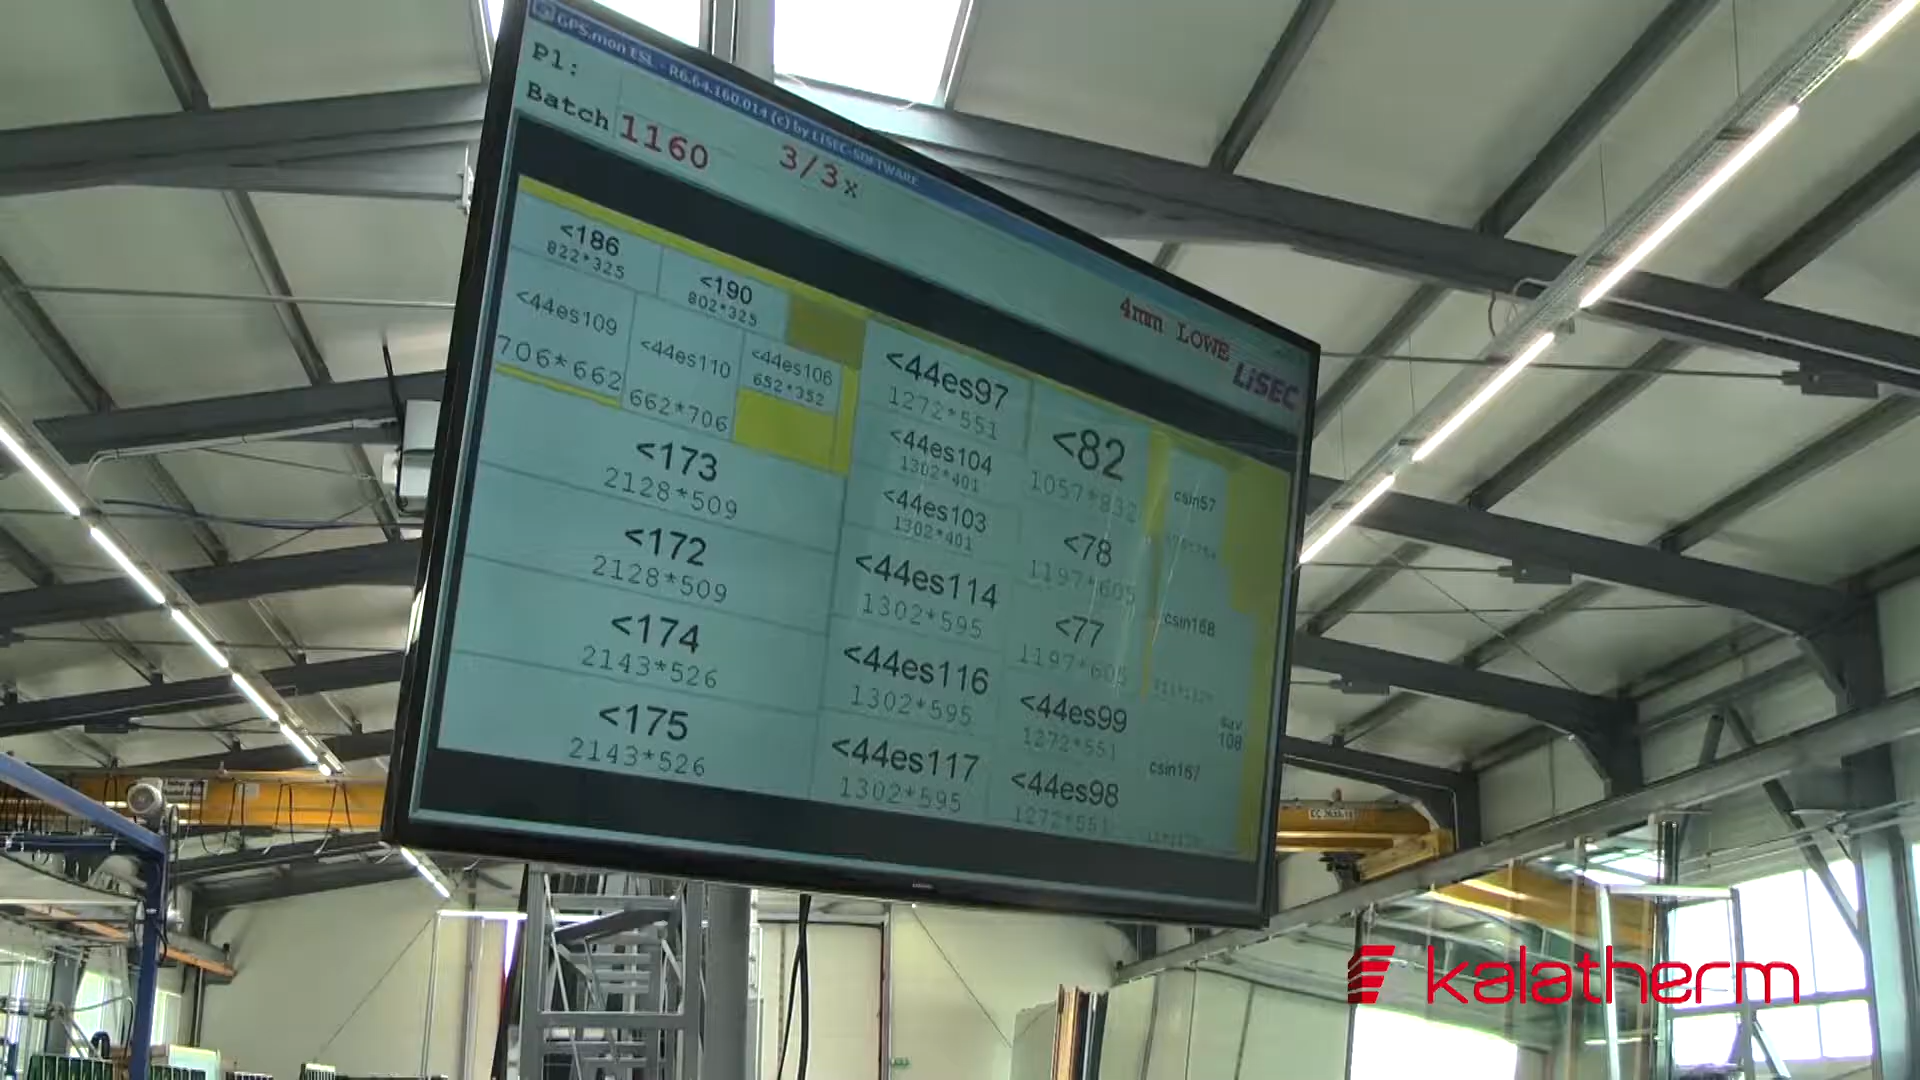 GPS.mon ESL - R6.64.160.014 (c) by LiSEC-SOFTWARE
Pl:
Batch 1160 3/3x
4mm LOWE
LiSEC
<186
822*325
<190
802*325
<44es109
706*662
<44es110
662*706
<44es106
652*352
<173
2128*509
<172
2128*509
<174
2143*526
<175
2143*526
<44es97
1272*551
<44es104
1302*401
<44es103
1302*401
<44es114
1302*595
<44es116
1302*595
<44es117
1302*595
<82
1057*832
<78
1197*605
<77
1197*605
<44es99
1272*551
<44es98
1272*551
csin57
csin168
csin167
108
kalatherm